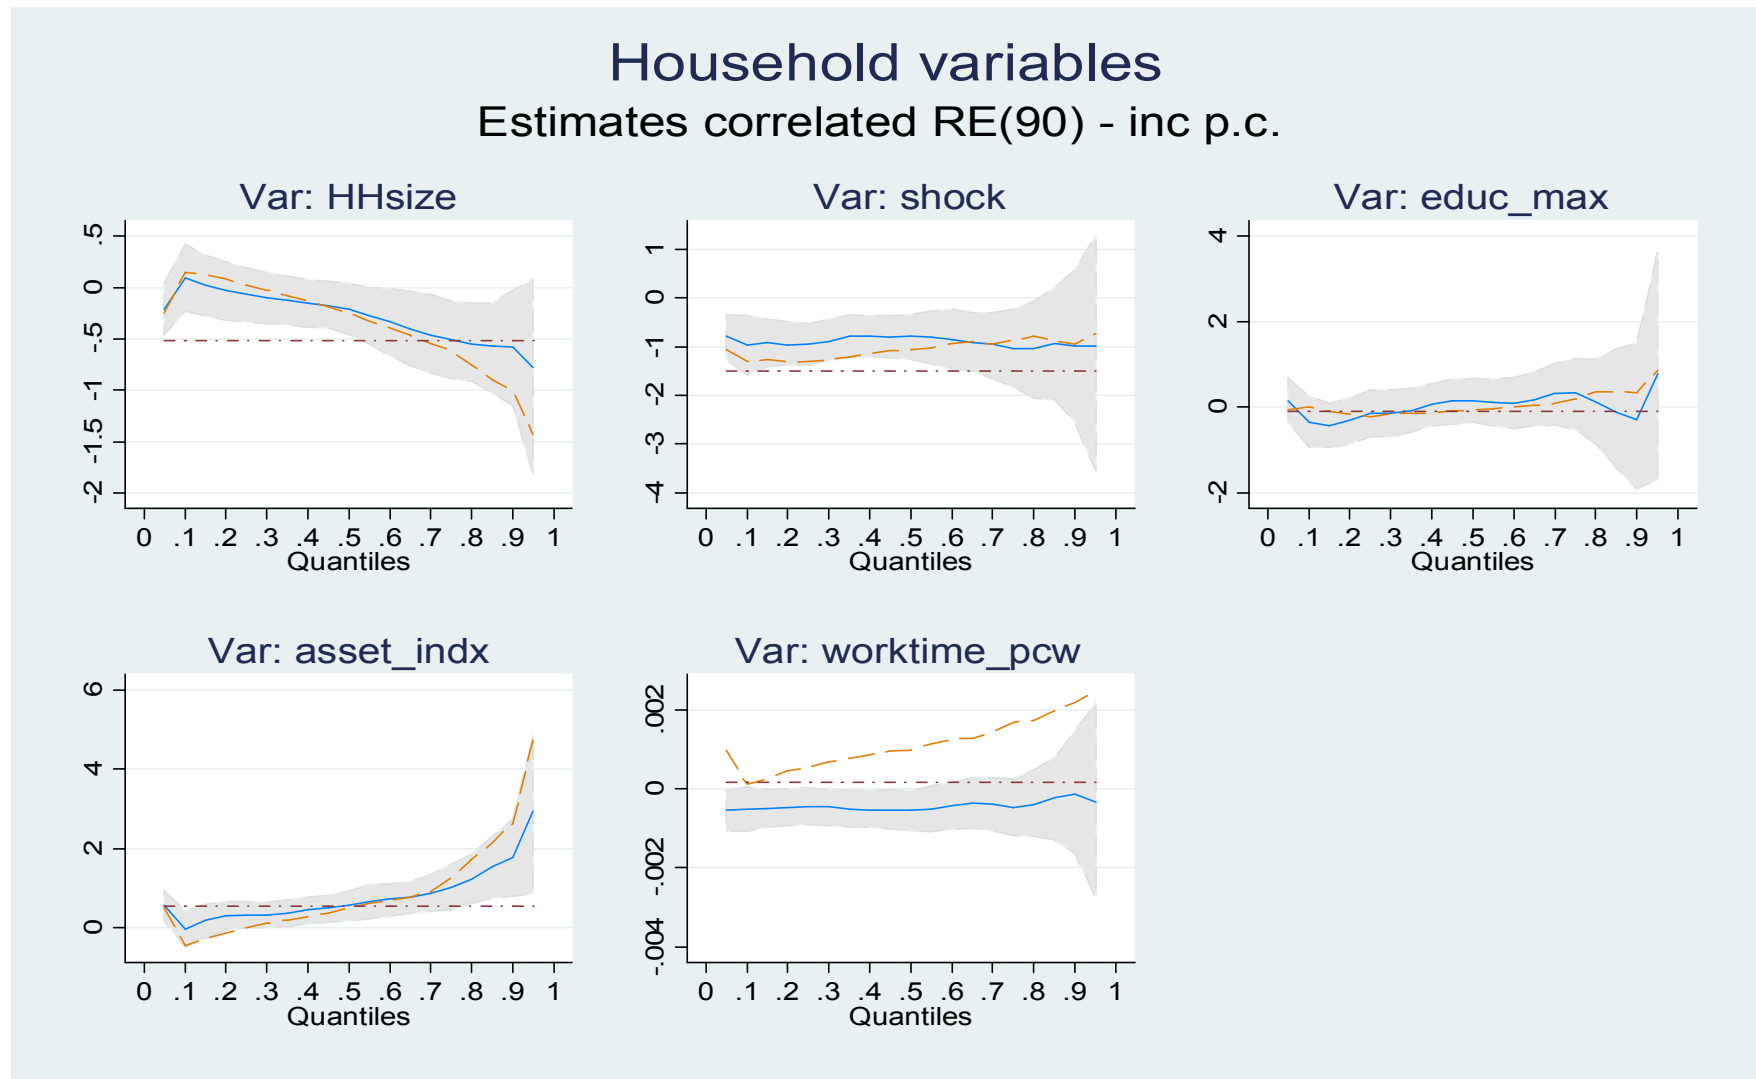 Household variables
Estimates correlated RE(90) - inc p.c.
Var: HHsize
.5
0
-.5
-1
-1.5
-2
0 .1 .2 .3 .4 .5 .6 .7 .8 .9 1
Quantiles
Var: shock
1
0
-1
-2
-3
-4
0 .1 .2 .3 .4 .5 .6 .7 .8 .9 1
Quantiles
Var: educ_max
4
2
0
-2
0 .1 .2 .3 .4 .5 .6 .7 .8 .9 1
Quantiles
Var: asset_indx
6
4
2
0
0 .1 .2 .3 .4 .5 .6 .7 .8 .9 1
Quantiles
Var: worktime_pcw
.002
0
-.002
-.004
0 .1 .2 .3 .4 .5 .6 .7 .8 .9 1
Quantiles